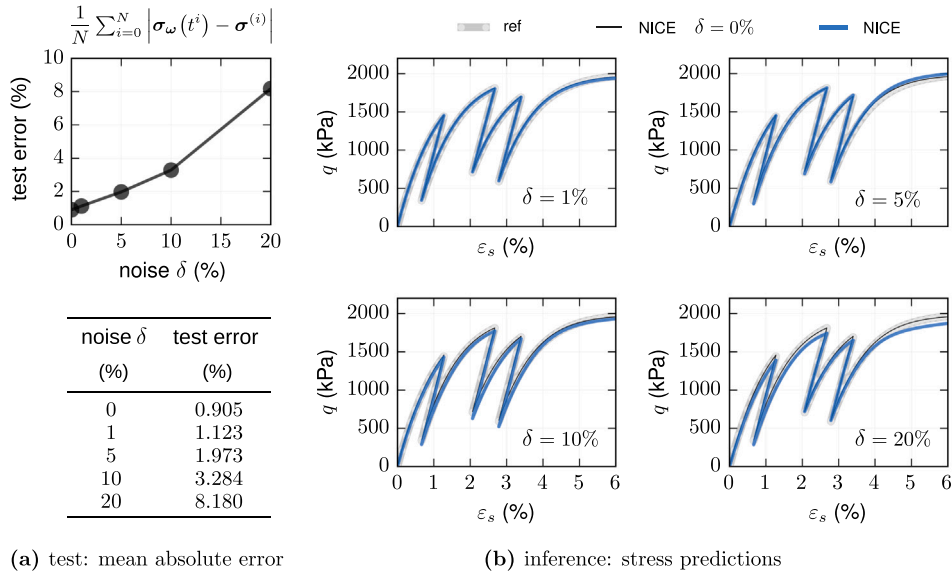 1/N ∑_{i=0}^{N} |σ_ω(t^i) − σ^{(i)}|
10
8
6
4
2
0
test error (%)
0 5 10 15 20
noise δ (%)
noise δ test error
(%) (%)
0 0.905
1 1.123
5 1.973
10 3.284
20 8.180
(a) test: mean absolute error
ref NICE δ = 0% NICE
2000
1500
1000
500
0
q (kPa)
δ = 1%
ε_s (%)
2000
1500
1000
500
0
q (kPa)
δ = 5%
ε_s (%)
2000
1500
1000
500
0
q (kPa)
δ = 10%
0 1 2 3 4 5 6
ε_s (%)
2000
1500
1000
500
0
q (kPa)
δ = 20%
0 1 2 3 4 5 6
ε_s (%)
(b) inference: stress predictions